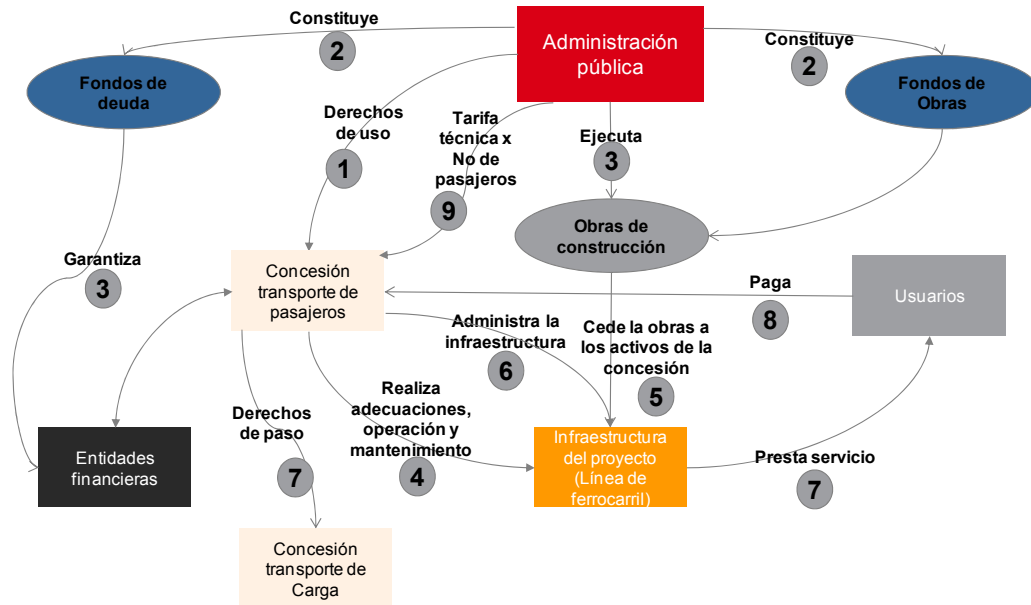 Constituye
2
Administración
pública
Constituye
2
Fondos de
deuda
Fondos de
Obras
Derechos
de uso
1
Tarifa
técnica x
No de
pasajeros
9
Ejecuta
3
Obras de
construcción
Garantiza
3
Concesión
transporte de
pasajeros
Paga
8
Usuarios
Administra la
infraestructura
6
Cede la obras a
los activos de la
concesión
5
Derechos
de paso
7
Realiza
adecuaciones,
operación y
mantenimiento
4
Entidades
financieras
Infraestructura
del proyecto
(Línea de
ferrocarril)
Presta servicio
7
Concesión
transporte de
Carga